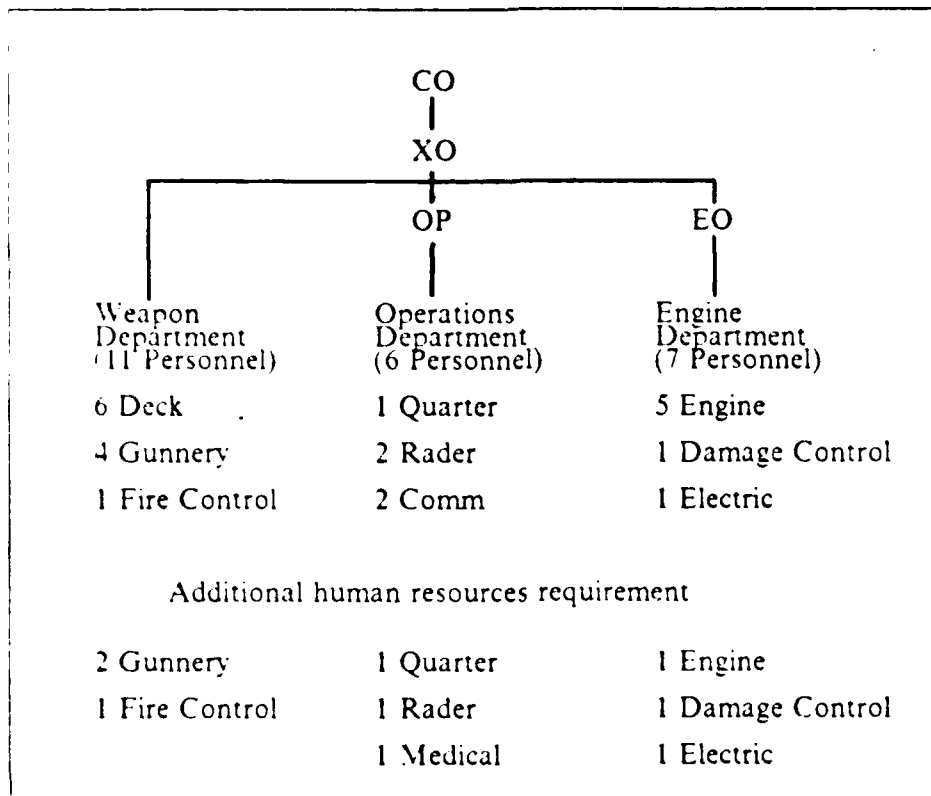 CO
XO
OP
EO
Weapon
Department
(11 Personnel)
6 Deck
4 Gunnery
1 Fire Control
Operations
Department
(6 Personnel)
1 Quarter
2 Rader
2 Comm
Engine
Department
(7 Personnel)
5 Engine
1 Damage Control
1 Electric
Additional human resources requirement
2 Gunnery
1 Fire Control
1 Quarter
1 Rader
1 Medical
1 Engine
1 Damage Control
1 Electric